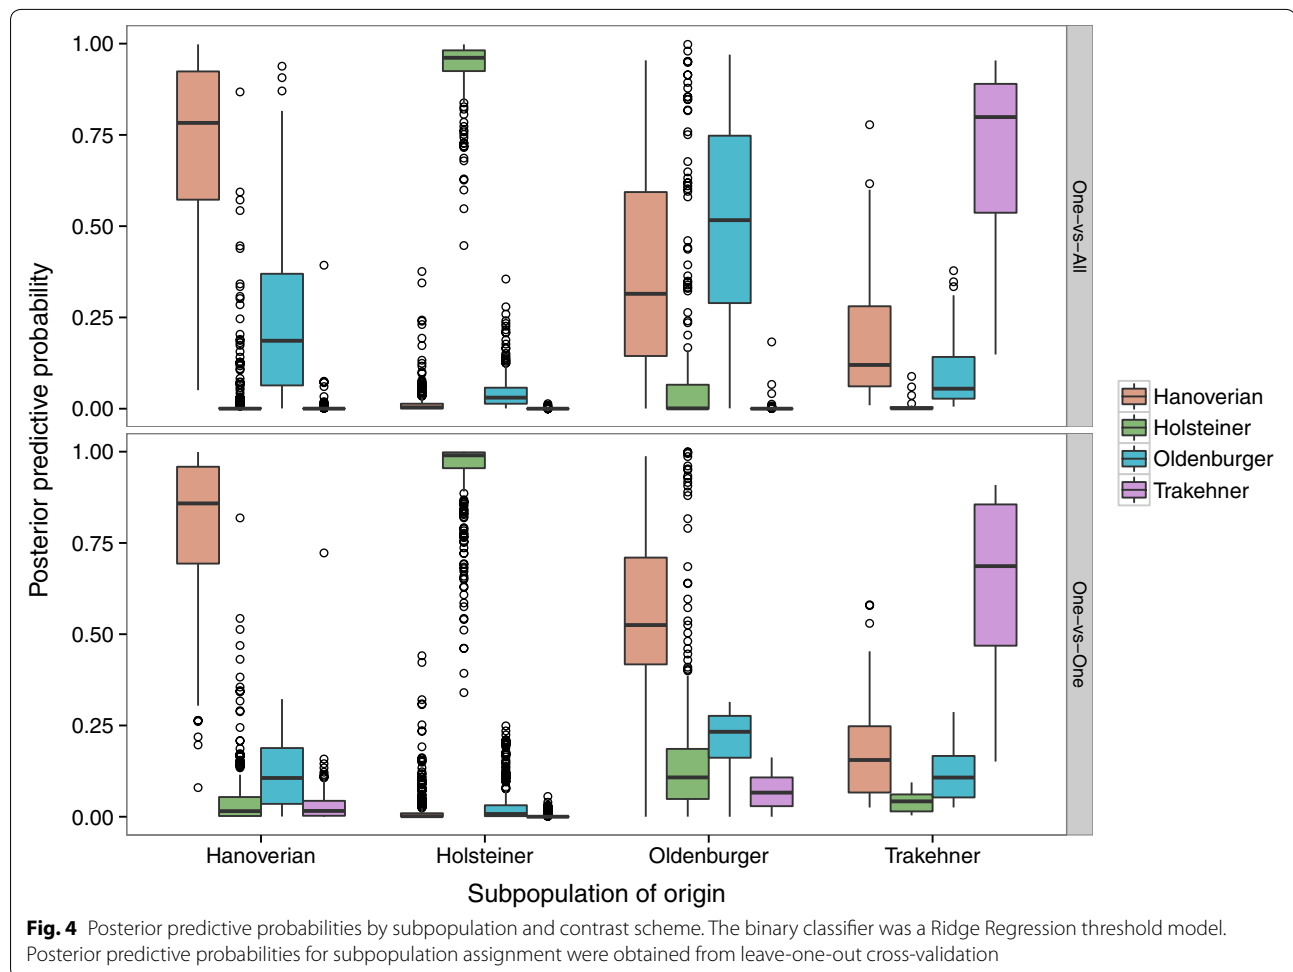 1.00
0.75
0.50
0.25
0.00
One−vs−All
1.00
0.75
0.50
0.25
0.00
One−vs−One
Posterior predictive probability
Hanoverian
Holsteiner
Oldenburger
Trakehner
Hanoverian Holsteiner Oldenburger Trakehner
Subpopulation of origin
Fig. 4 Posterior predictive probabilities by subpopulation and contrast scheme. The binary classifier was a Ridge Regression threshold model.
Posterior predictive probabilities for subpopulation assignment were obtained from leave-one-out cross-validation